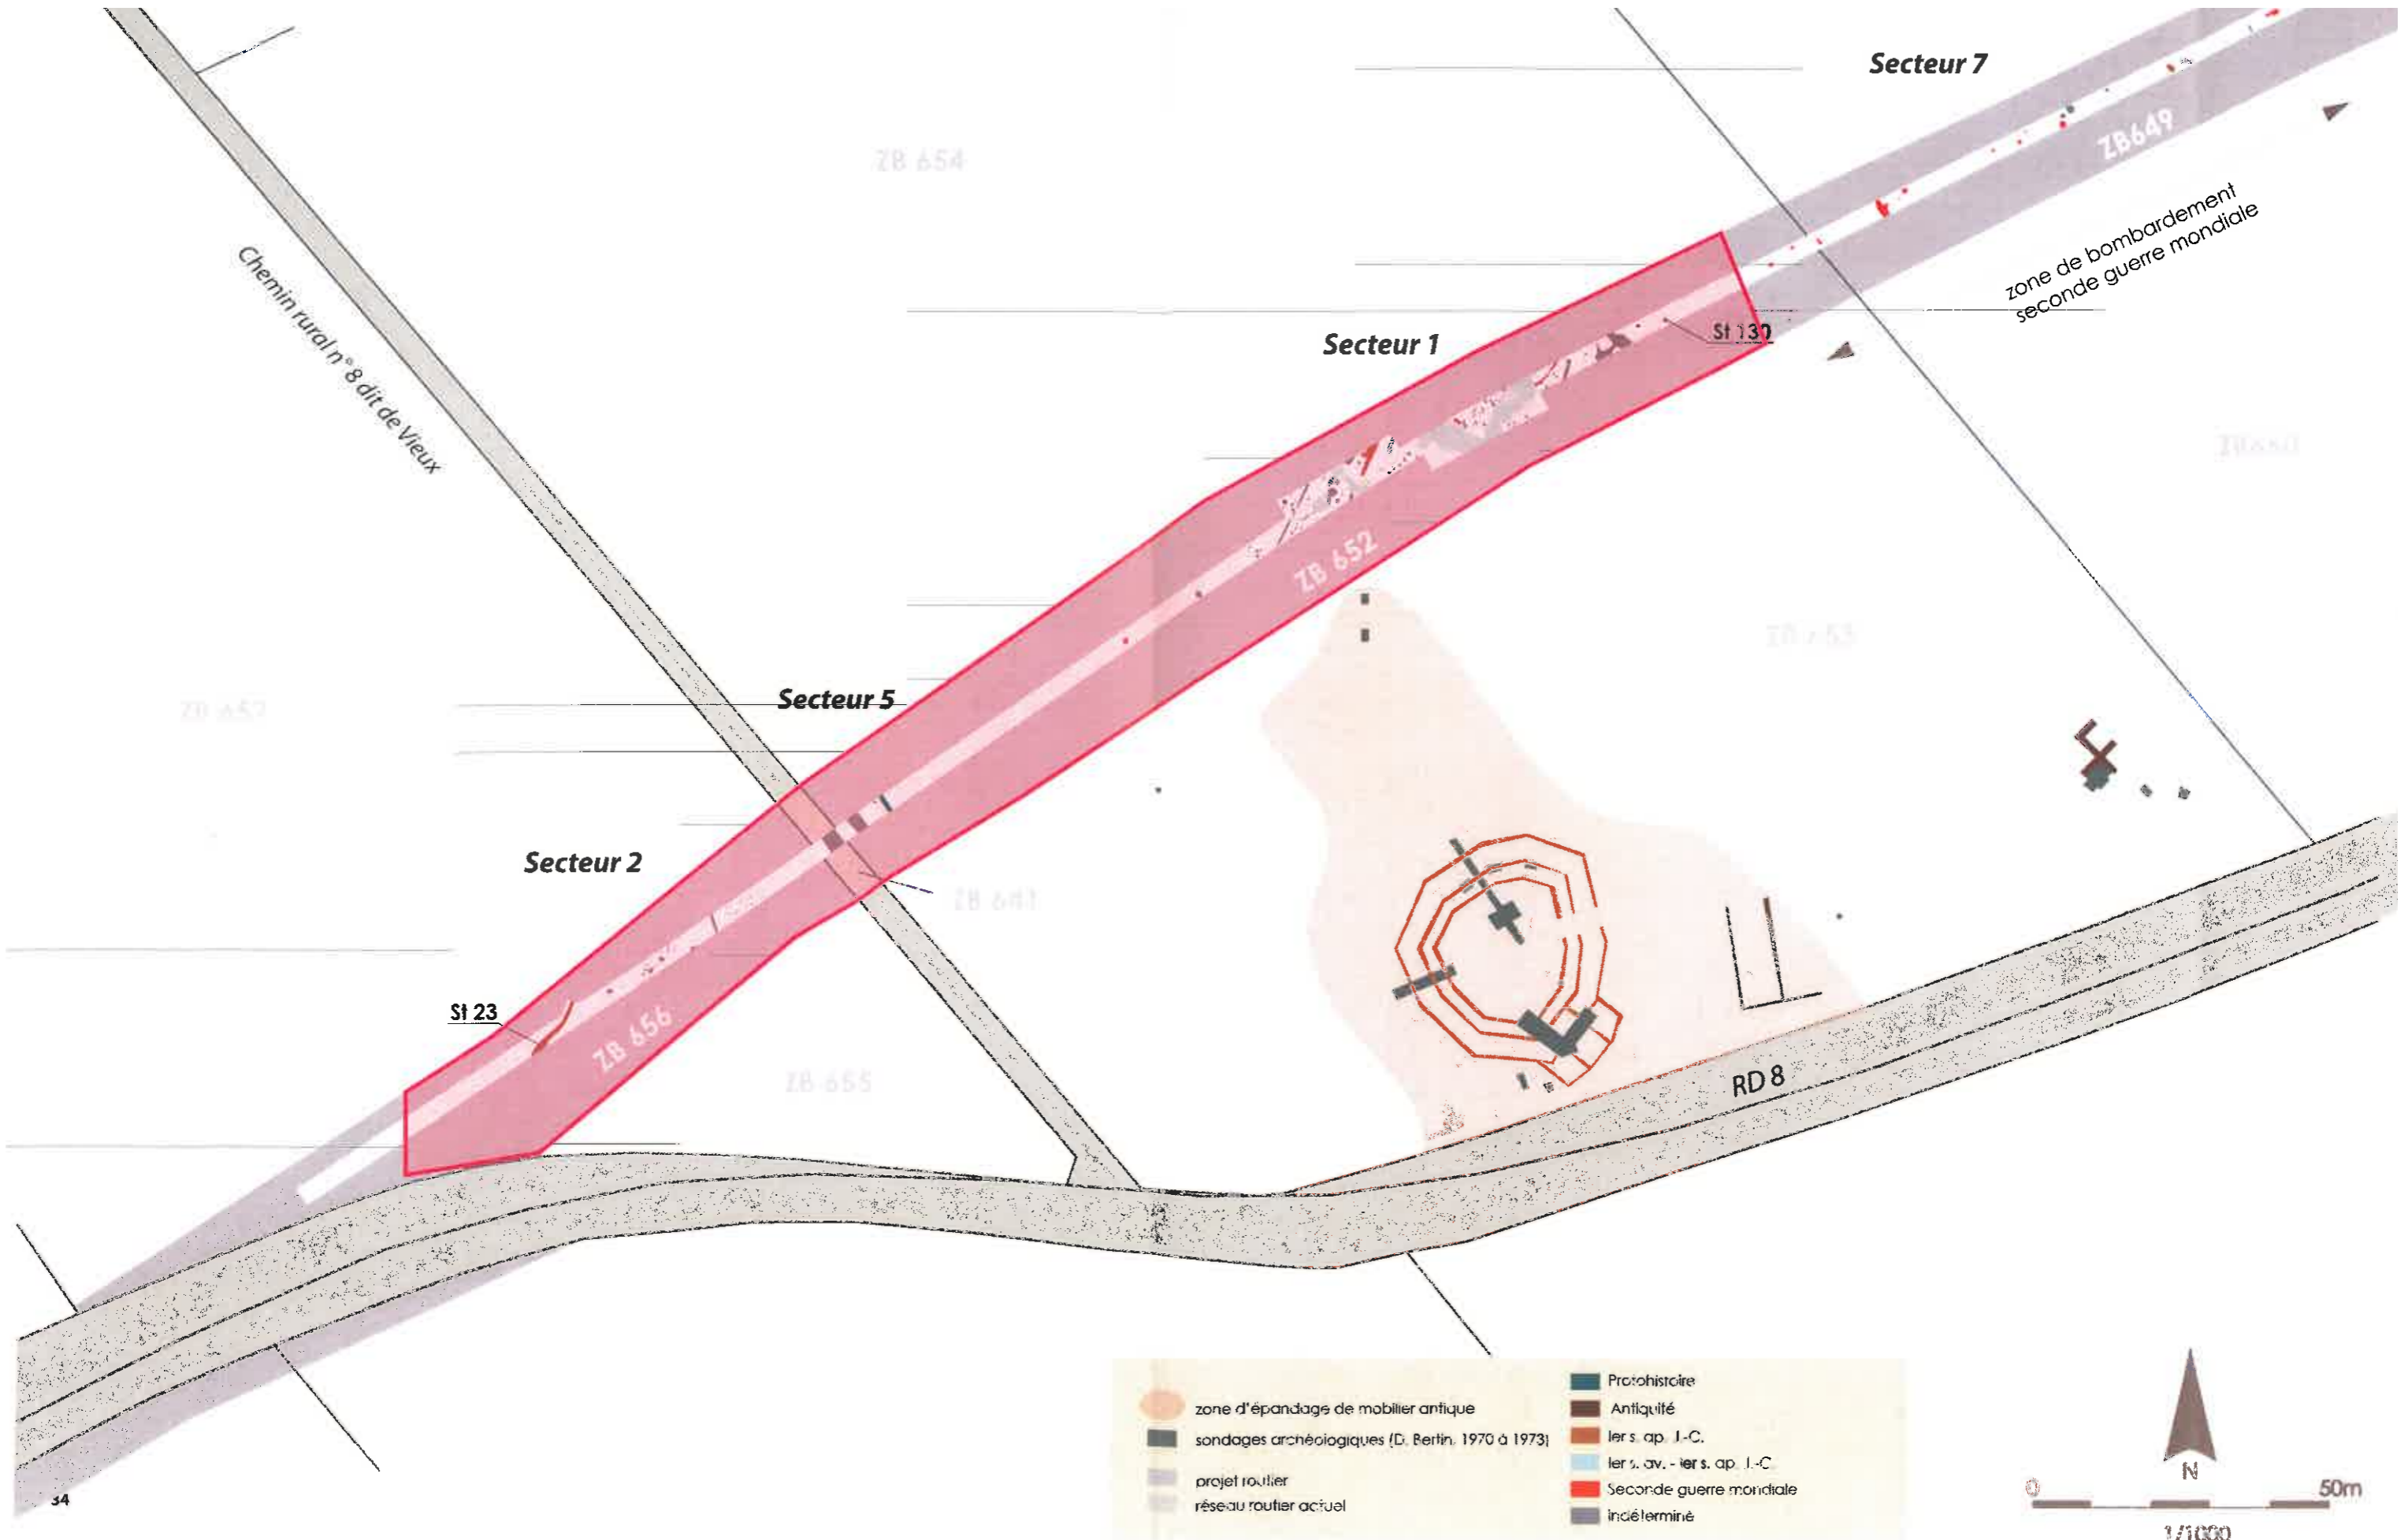 Secteur 7
ZB 654
ZB649
zone de bombardement
seconde guerre mondiale
Chemin rural n° 8 dit de Vieux
St 130
Secteur 1
ZB 652
Secteur 5
Secteur 2
ZB 656
St 23
ZB 655
RD 8
zone d'épandage de mobilier antique
sondages archéologiques (D. Bertin, 1970 à 1973)
projet routier
réseau routier actuel
Protohistoire
Antiquité
Ier s. ap. J.-C.
Ier s. av. - Ier s. ap. J.-C.
Seconde guerre mondiale
indéterminé
N
0 50m
1/1000
34